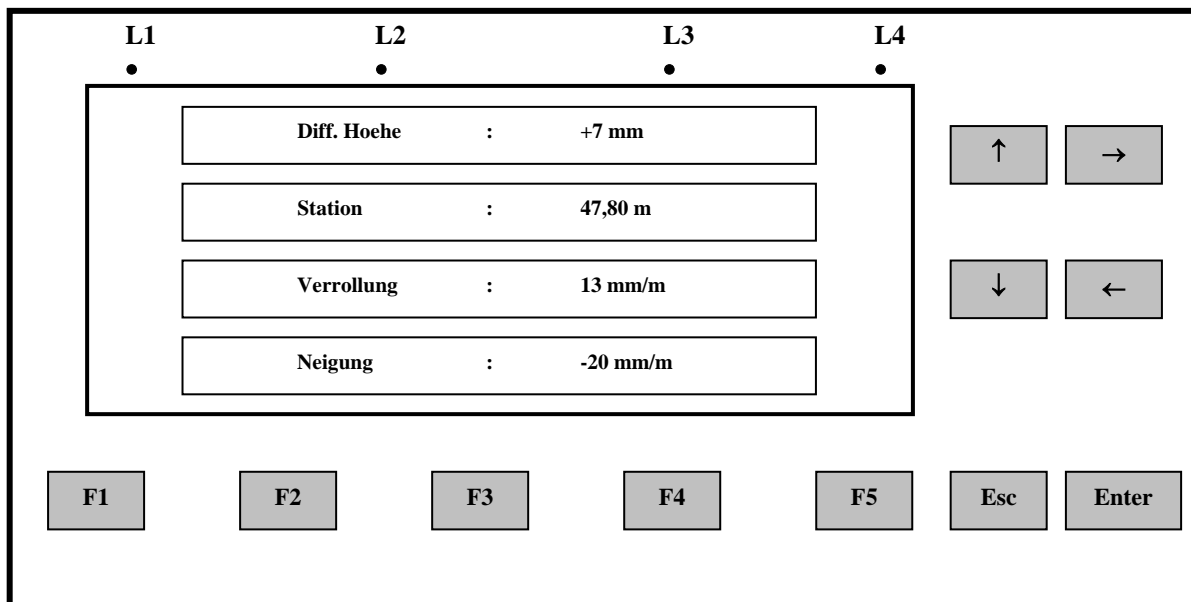 L1 L2 L3 L4
Diff. Hoehe : +7 mm
↑ →
Station : 47,80 m
Verrollung : 13 mm/m
↓ ←
Neigung : -20 mm/m
F1 F2 F3 F4 F5 Esc Enter